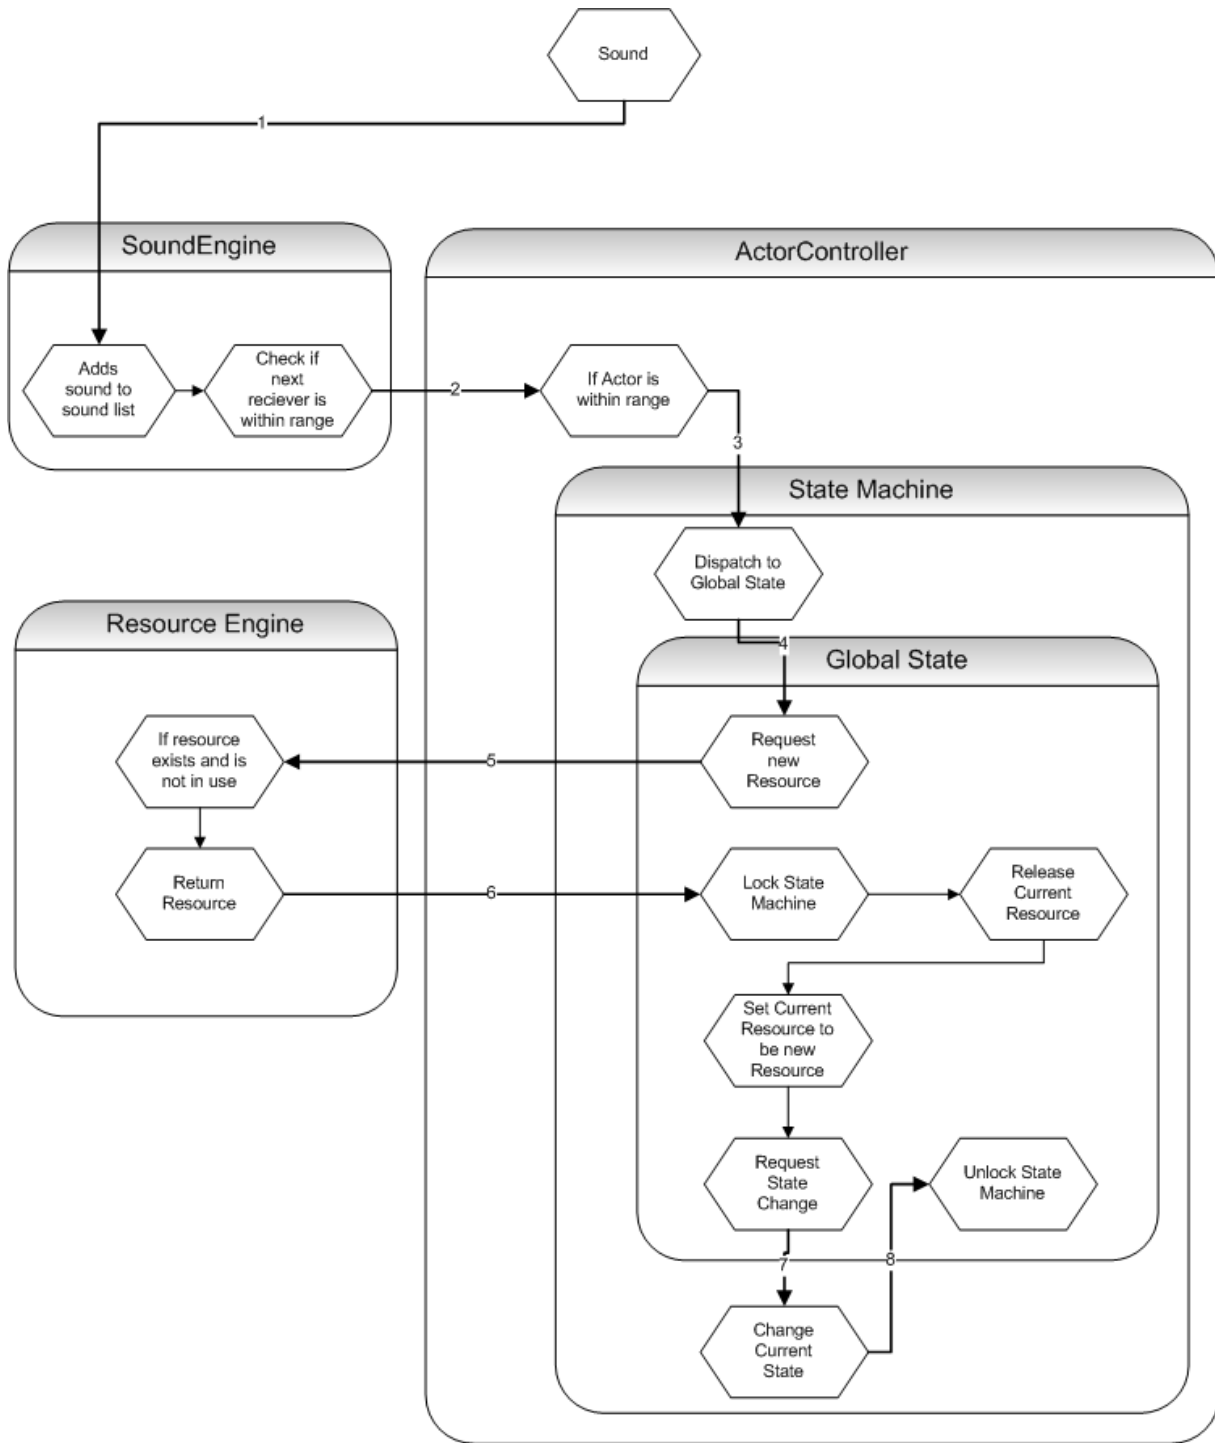 Sound
1
SoundEngine
ActorController
Adds
sound to
sound list
Check if
next
reciever is
within range
2
If Actor is
within range
3
State Machine
Dispatch to
Global State
4
Resource Engine
Global State
If resource
exists and is
not in use
5
Request
new
Resource
Return
Resource
6
Lock State
Machine
Release
Current
Resource
Set Current
Resource to
be new
Resource
Request
State
Change
Unlock State
Machine
7
8
Change
Current
State